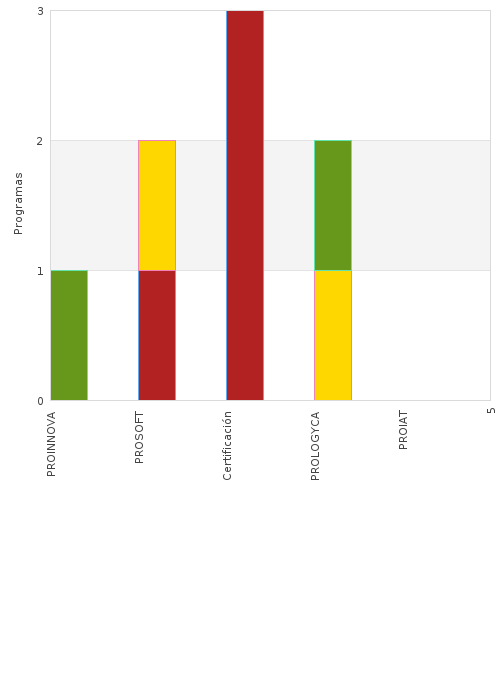 3
2
1
0
Programas
PROINNOVA
PROSOFT
Certificación
PROLOGYCA
PROIAT
5